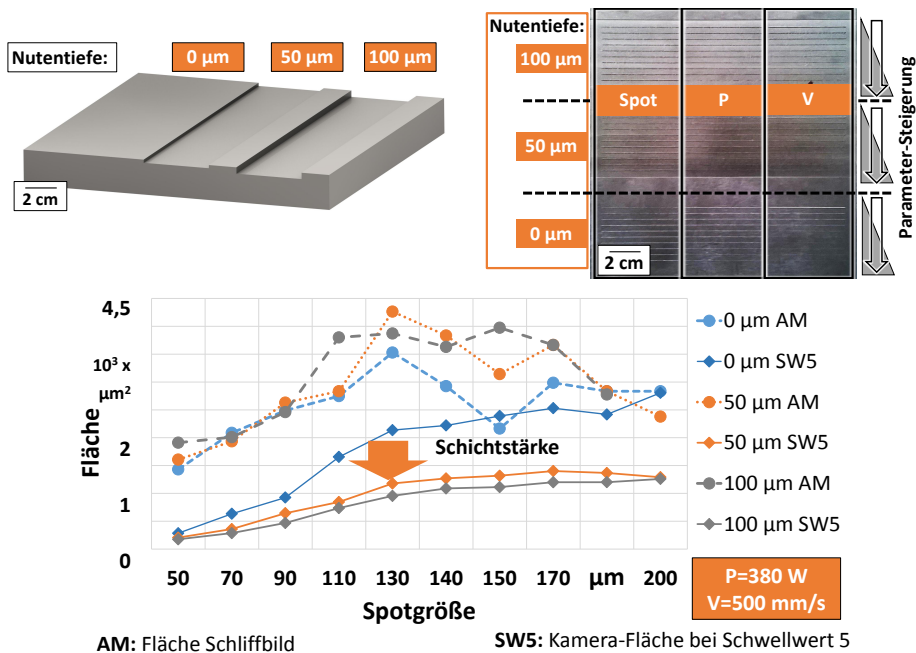 Nutentiefe:
0 µm
50 µm
100 µm
2 cm
Nutentiefe:
100 µm
50 µm
0 µm
Spot
P
V
2 cm
Parameter-Steigerung
4,5
10³ x
µm²
2
1
0
Fläche
Schichtstärke
50 70 90 110 130 140 150 170 µm 200
Spotgröße
0 µm AM
0 µm SW5
50 µm AM
50 µm SW5
100 µm AM
100 µm SW5
P=380 W
V=500 mm/s
AM: Fläche Schliffbild
SW5: Kamera-Fläche bei Schwellwert 5